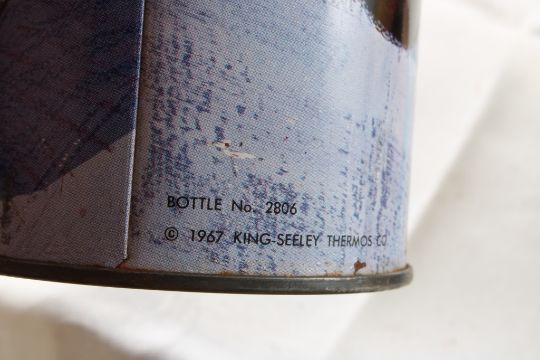 BOTTLE No. 2806
© 1967 KING-SEELEY THERMOS CO.